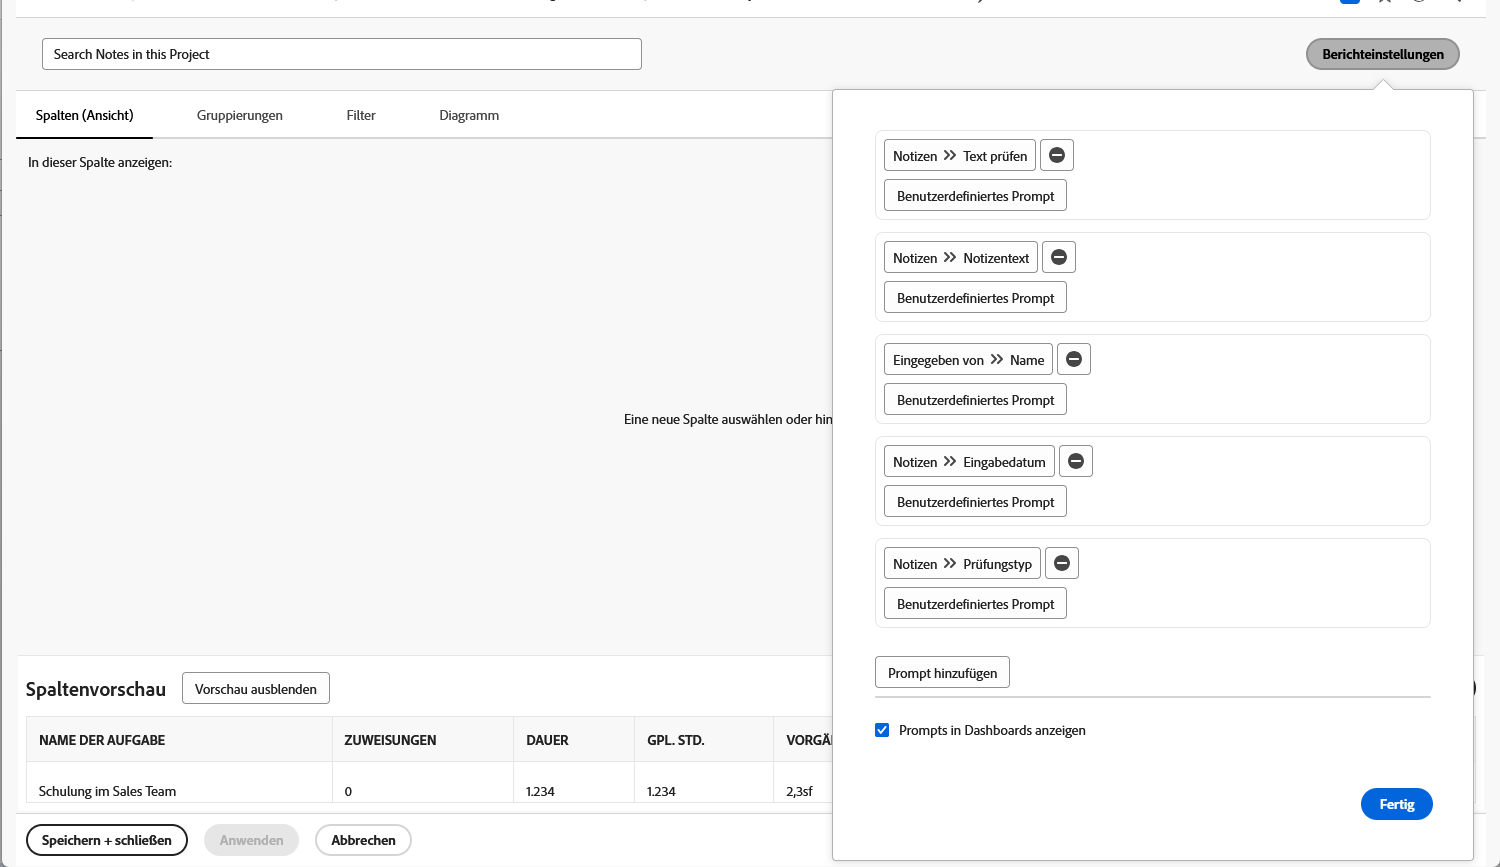 Search Notes in this Project
Berichteinstellungen
Spalten (Ansicht)
Gruppierungen
Filter
Diagramm
In dieser Spalte anzeigen:
Eine neue Spalte auswählen oder hin
Notizen >> Text prüfen
Benutzerdefiniertes Prompt
Notizen >> Notizentext
Benutzerdefiniertes Prompt
Eingegeben von >> Name
Benutzerdefiniertes Prompt
Notizen >> Eingabedatum
Benutzerdefiniertes Prompt
Notizen >> Prüfungstyp
Benutzerdefiniertes Prompt
Prompt hinzufügen
Prompts in Dashboards anzeigen
Fertig
Spaltenvorschau
Vorschau ausblenden
NAME DER AUFGABE ZUWEISUNGEN DAUER GPL. STD. VORGÄ
Schulung im Sales Team 0 1.234 1.234 2,3sf
Speichern + schließen
Anwenden
Abbrechen